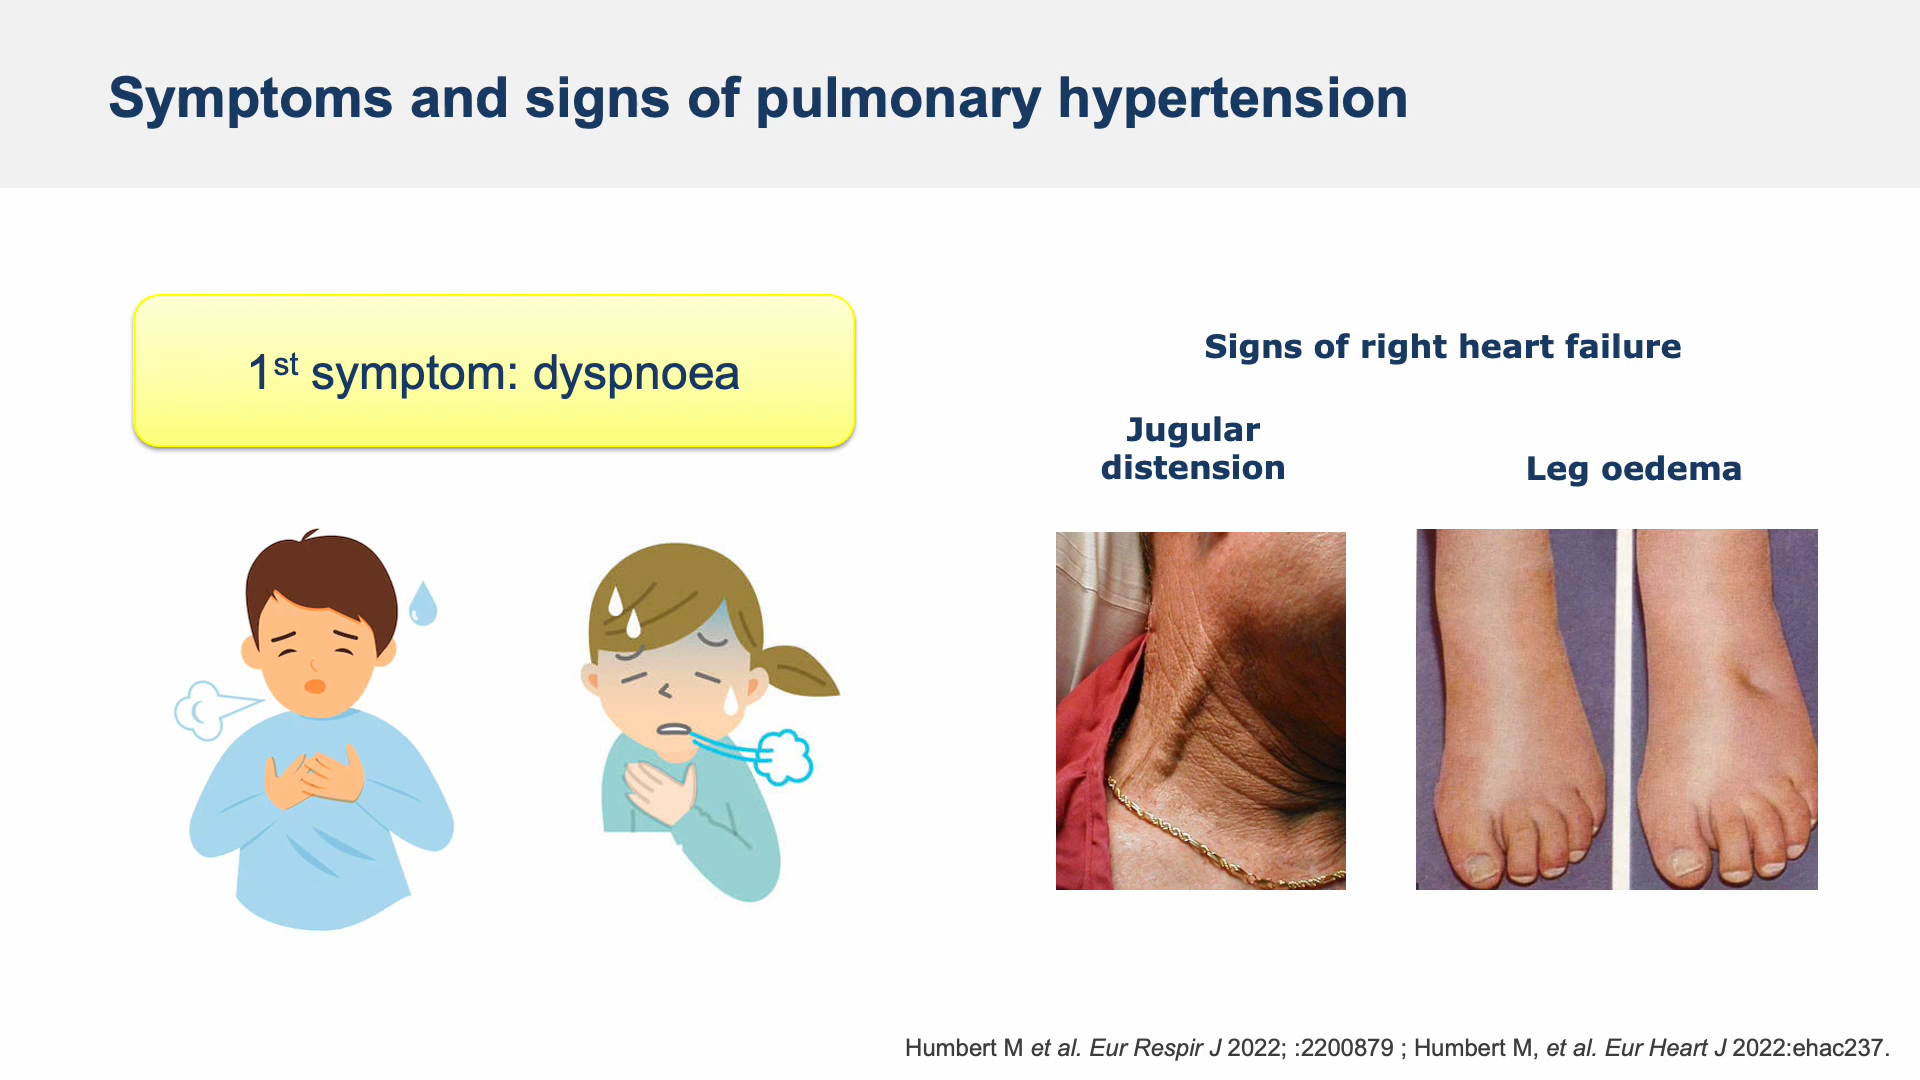 Symptoms and signs of pulmonary hypertension
1st symptom: dyspnoea
Signs of right heart failure
Jugular
distension
Leg oedema
Humbert M et al. Eur Respir J 2022; :2200879 ; Humbert M, et al. Eur Heart J 2022:ehac237.